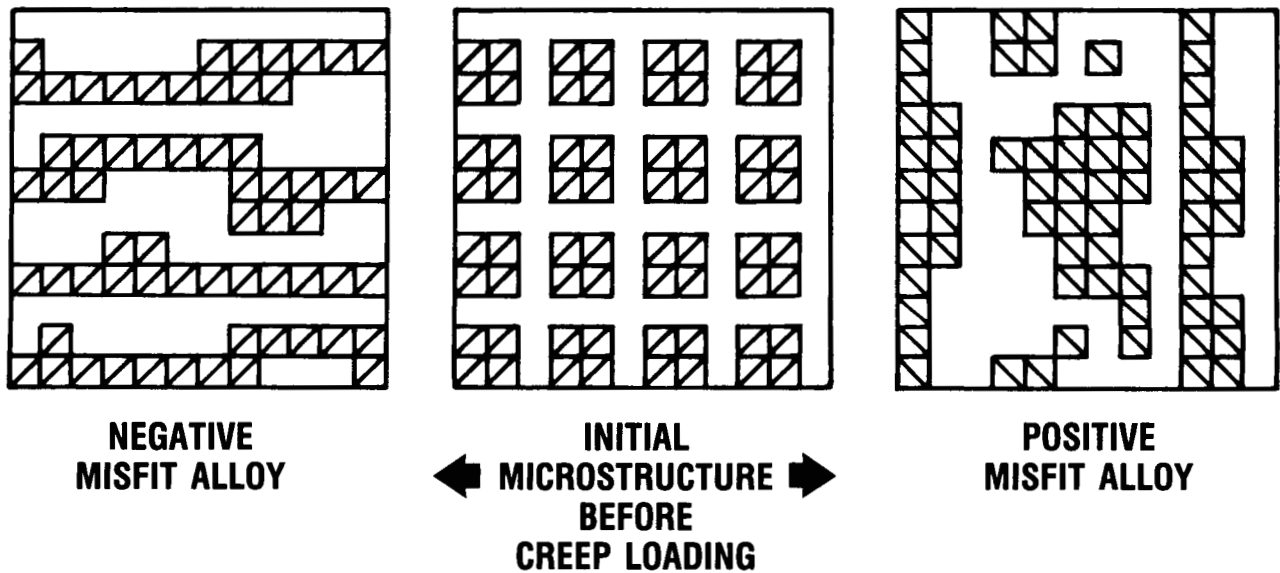 NEGATIVE
MISFIT ALLOY
INITIAL
MICROSTRUCTURE
BEFORE
CREEP LOADING
POSITIVE
MISFIT ALLOY